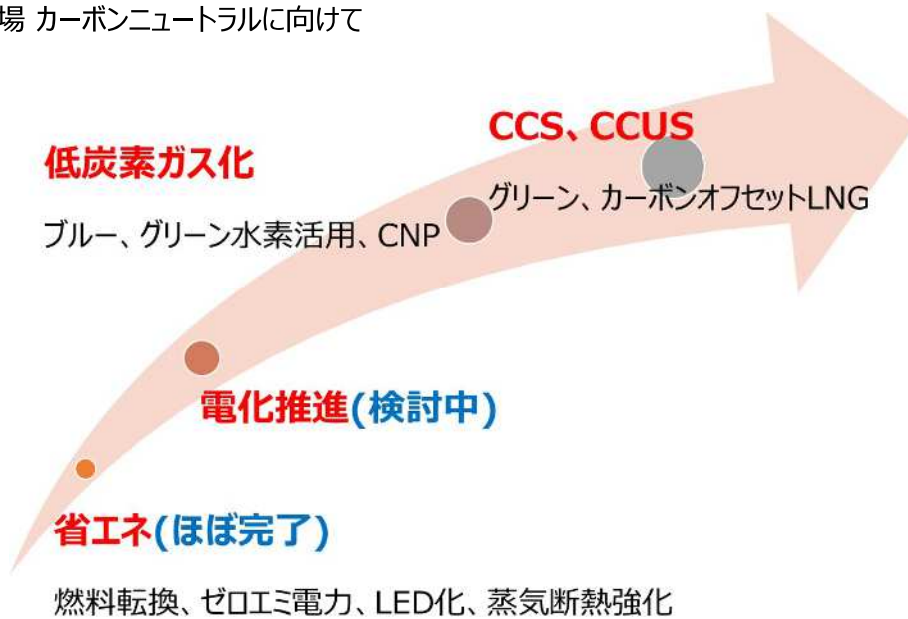 場 カーボンニュートラルに向けて
CCS、CCUS
グリーン、カーボンオフセットLNG
低炭素ガス化
ブルー、グリーン水素活用、CNP
電化推進(検討中)
省エネ(ほぼ完了)
燃料転換、ゼロエミ電力、LED化、蒸気断熱強化